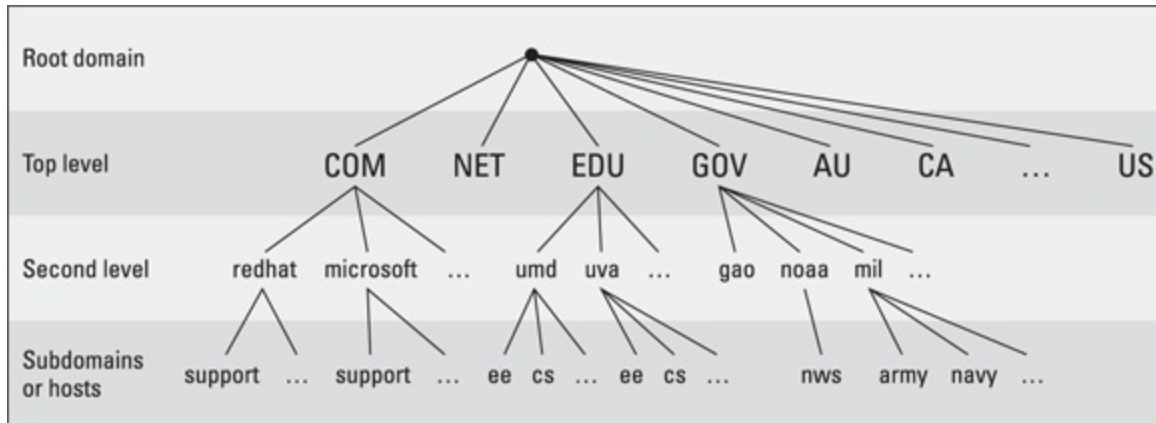 Root domain
Top level COM NET EDU GOV AU CA ... US
Second level redhat microsoft ... umd uva ... gao noaa mil ...
Subdomains
or hosts support ... support ... ee cs ... ee cs ... nws army navy ...